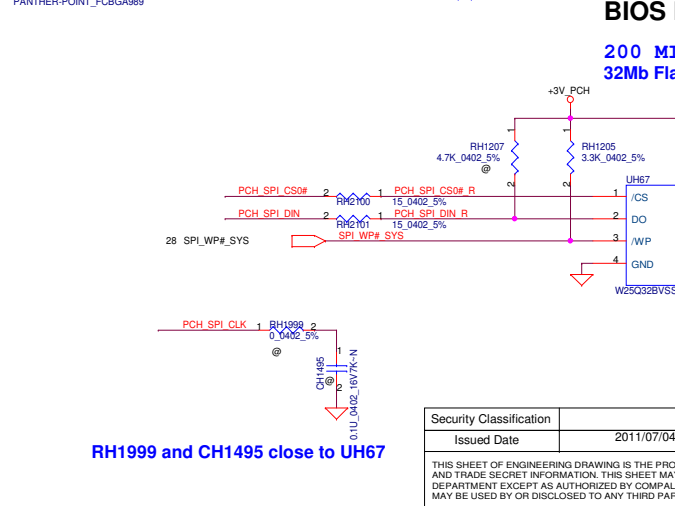 PANTHER-POINT_FCBGA989
BIOS
200 MI
32Mb Fla
+3V_PCH
1
1
RH1207
4.7K_0402_5%
@
2
RH1205
3.3K_0402_5%
2
UH67
PCH_SPI_CS0# 2 1 PCH_SPI_CS0#_R 1 /CS
RH2100 15_0402_5%
PCH_SPI_DIN 2 1 PCH_SPI_DIN_R 2 DO
RH2101 15_0402_5%
28 SPI_WP#_SYS SPI_WP#_SYS 3 /WP
4 GND
W25Q32BVSS
PCH_SPI_CLK 1 RH1999 2
0_0402_5%
@
1
CH1495
@
2
0.1U_0402_16V7K~N
RH1999 and CH1495 close to UH67
Security Classification
Issued Date 2011/07/04
THIS SHEET OF ENGINEERING DRAWING IS THE PRO
AND TRADE SECRET INFORMATION. THIS SHEET MA
DEPARTMENT EXCEPT AS AUTHORIZED BY COMPAL
MAY BE USED BY OR DISCLOSED TO ANY THIRD PAR